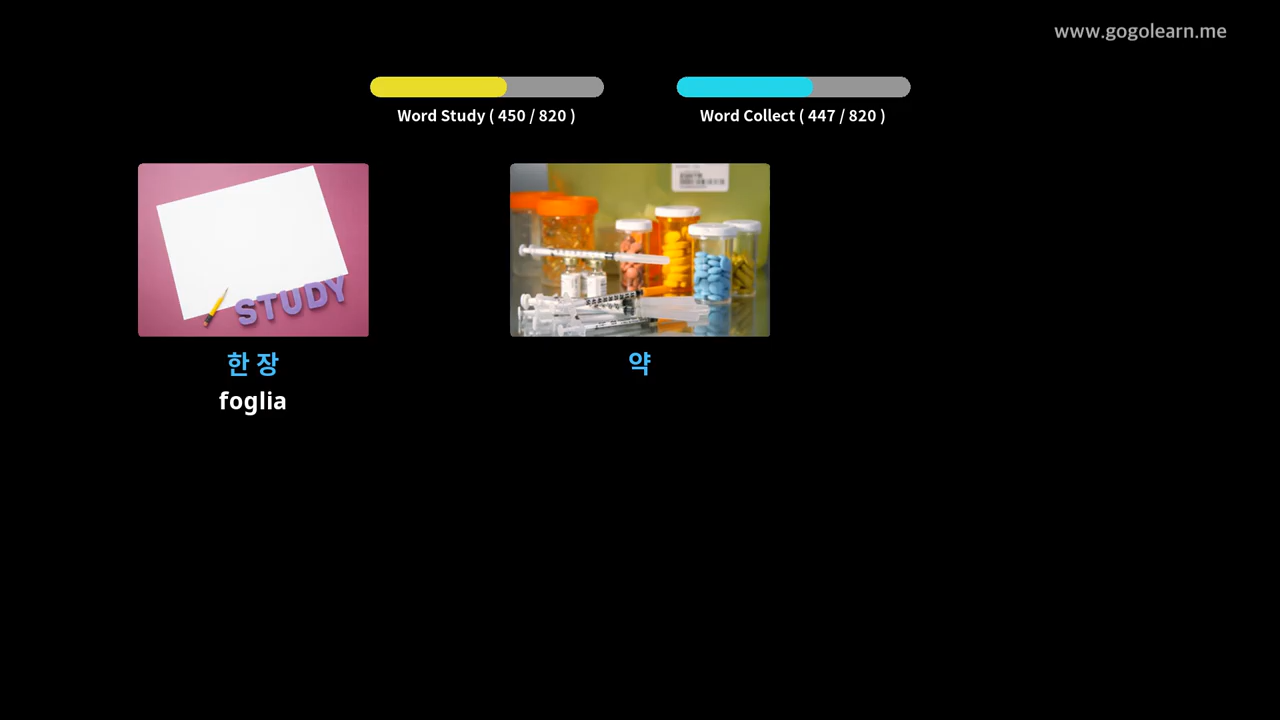 www.gogolearn.me
Word Study ( 450 / 820 )
Word Collect ( 447 / 820 )
STUDY
한 장
foglia
약